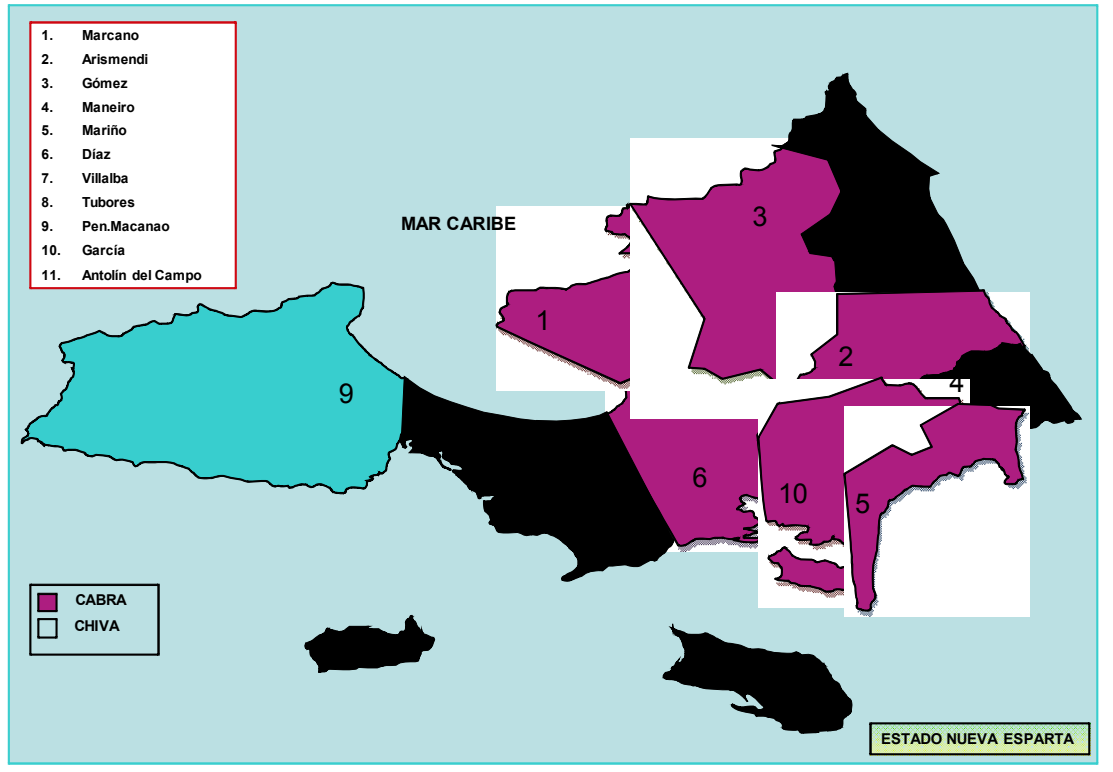 1. Marcano
2. Arismendi
3. Gómez
4. Maneiro
5. Mariño
6. Díaz
7. Villalba
8. Tubores
9. Pen.Macanao
10. García
11. Antolín del Campo
MAR CARIBE
3
1
2
4
9
6
10
5
CABRA
CHIVA
ESTADO NUEVA ESPARTA